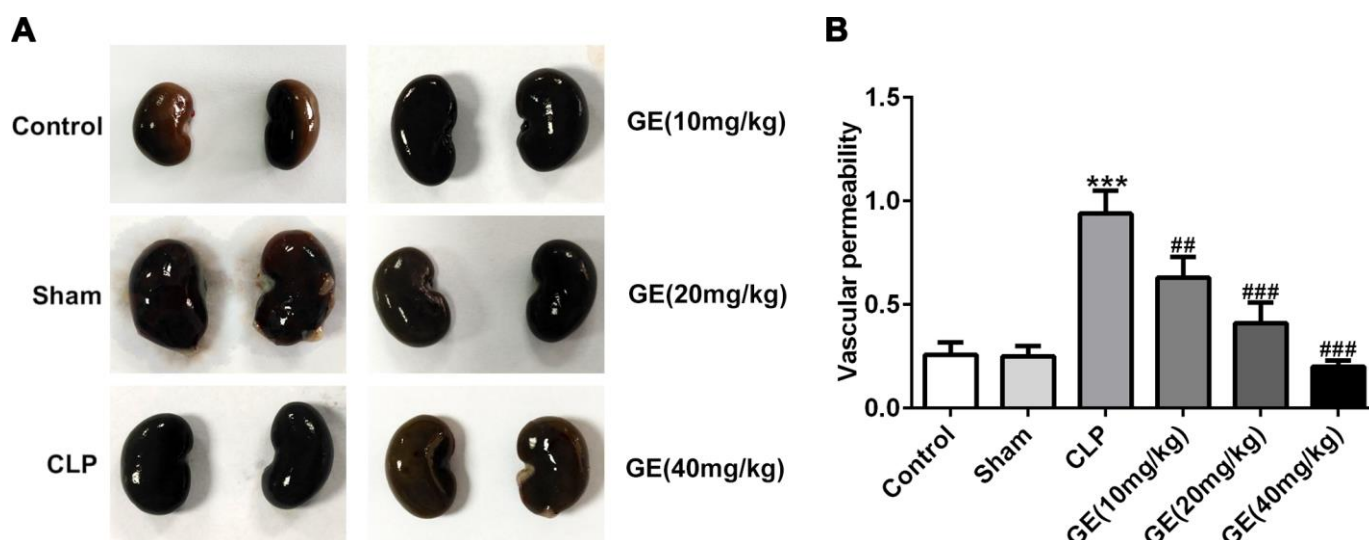 A
Control
GE(10mg/kg)
Sham
GE(20mg/kg)
CLP
GE(40mg/kg)
B
Vascular permeability
1.5
1.0
0.5
0.0
***
##
###
###
Control
Sham
CLP
GE(10mg/kg)
GE(20mg/kg)
GE(40mg/kg)